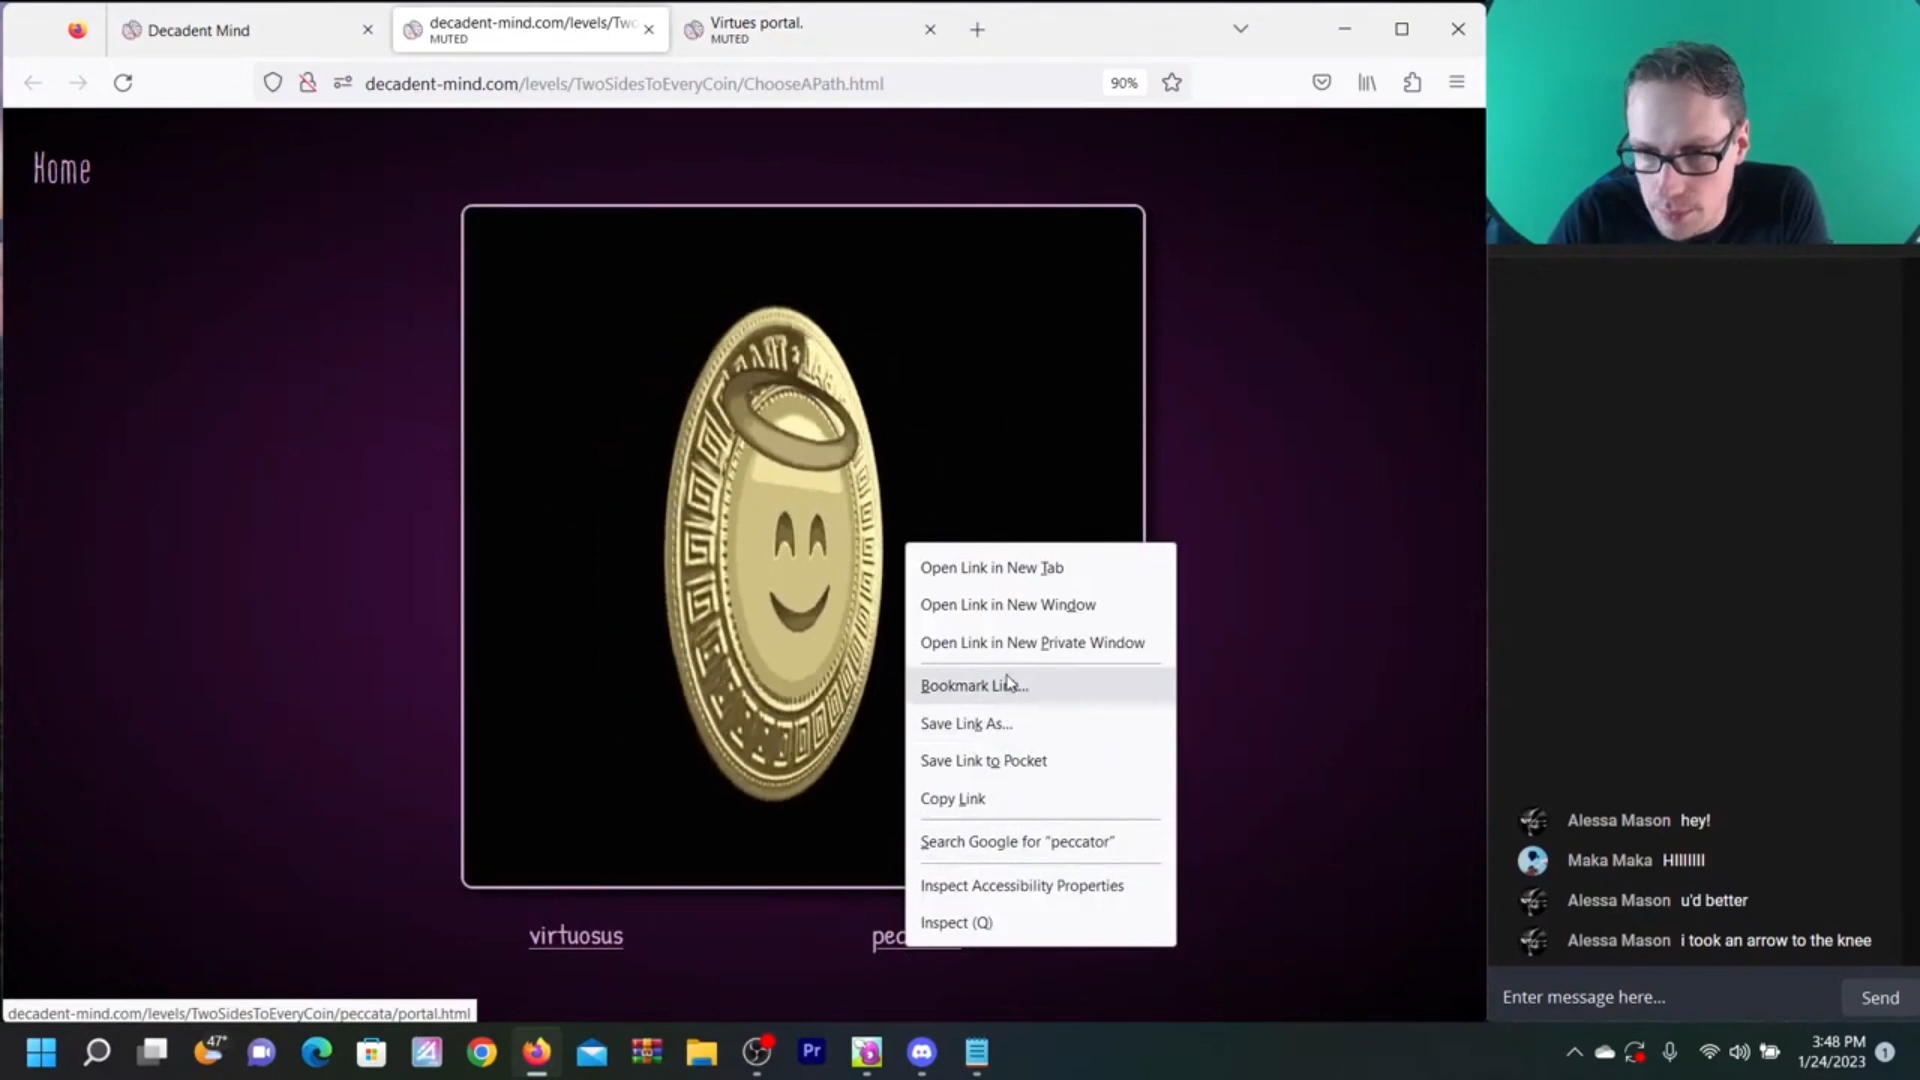 Decadent Mind
decadent-mind.com/levels/Two
MUTED
Virtues portal.
MUTED
decadent-mind.com/levels/TwoSidesToEveryCoin/ChooseAPath.html
90%
Home
Open Link in New Tab
Open Link in New Window
Open Link in New Private Window
Bookmark Link...
Save Link As...
Save Link to Pocket
Copy Link
Search Google for "peccator"
Inspect Accessibility Properties
Inspect (Q)
virtuosus
pec
decadent-mind.com/levels/TwoSidesToEveryCoin/peccata/portal.html
Alessa Mason hey!
Maka Maka HIIIIIII
Alessa Mason u'd better
Alessa Mason i took an arrow to the knee
Enter message here...
Send
47°
Pr
3:48 PM
1/24/2023
1